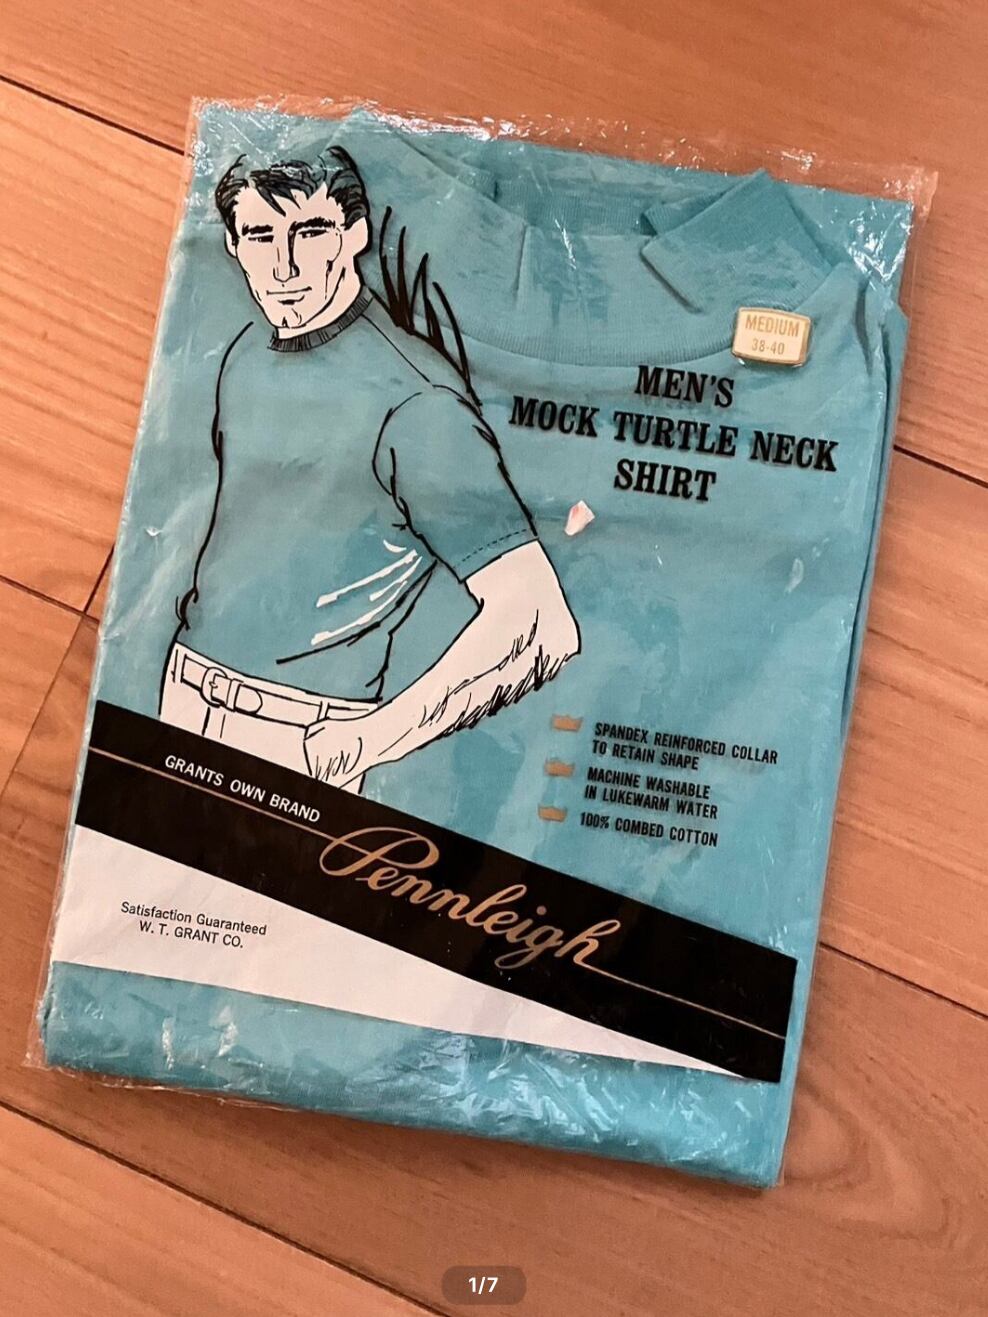 MEDIUM
38-40
MEN'S
MOCK TURTLE NECK
SHIRT
SPANDEX REINFORCED COLLAR
TO RETAIN SHAPE
MACHINE WASHABLE
IN LUKEWARM WATER
100% COMBED COTTON
GRANTS OWN BRAND
Pennleigh
Satisfaction Guaranteed
W. T. GRANT CO.
1/7